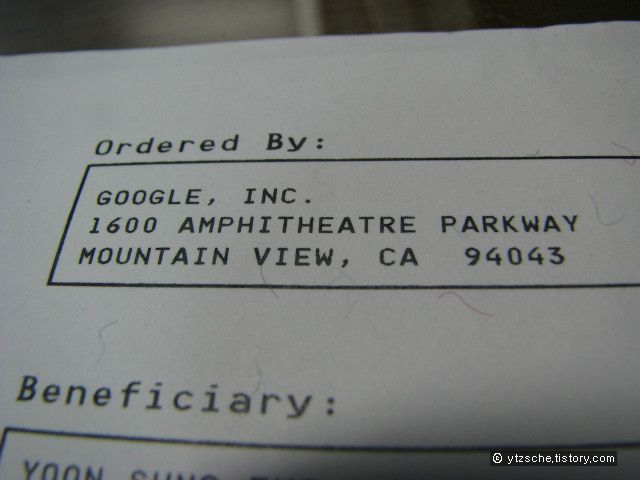 Ordered By:
GOOGLE, INC.
1600 AMPHITHEATRE PARKWAY
MOUNTAIN VIEW, CA 94043
Beneficiary:
YOON SUNG
© ytzsche.tistory.com